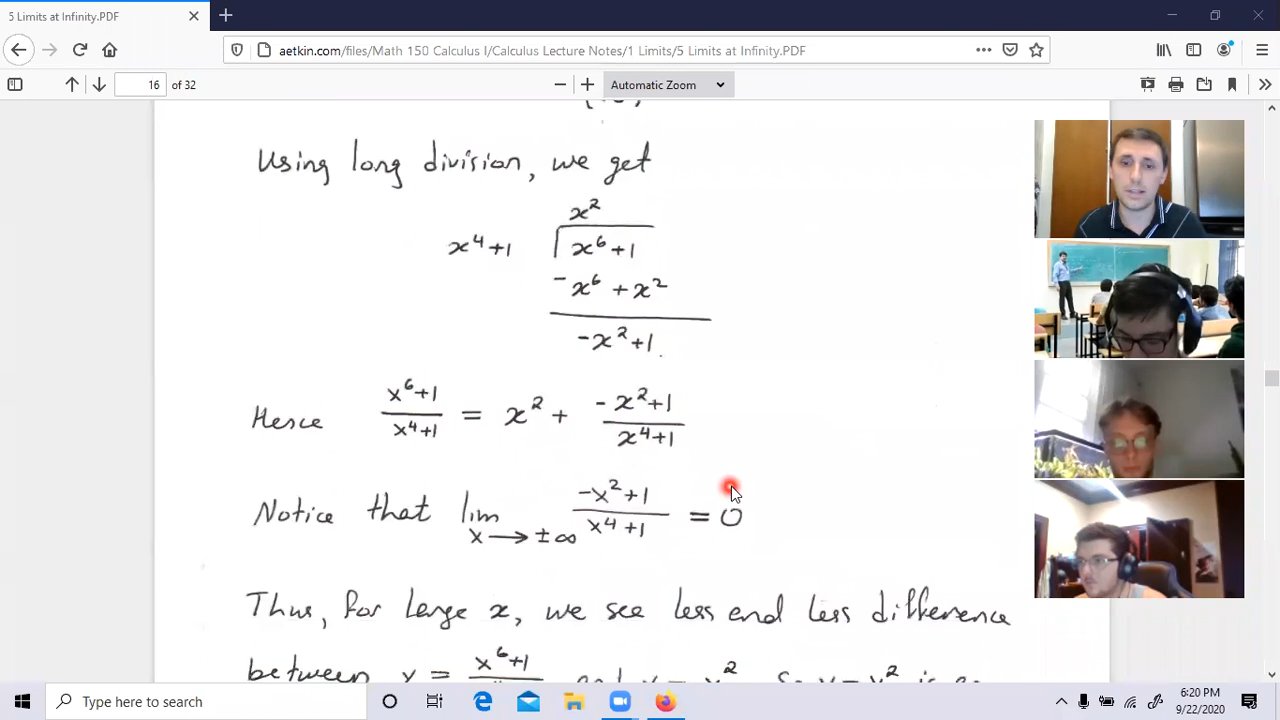 5 Limits at Infinity.PDF
aetkin.com/files/Math 150 Calculus I/Calculus Lecture Notes/1 Limits/5 Limits at Infinity.PDF
16 of 32
Automatic Zoom
Using long division, we get
x²
x⁴+1 x⁶+1
- x⁶ + x²
-x²+1
Hence (x⁶+1)/(x⁴+1) = x² + (-x²+1)/(x⁴+1)
Notice that lim x→±∞ (-x²+1)/(x⁴+1) = 0
Thus, for large x, we see less end less difference
between y = x⁶+1
Type here to search
6:20 PM
9/22/2020